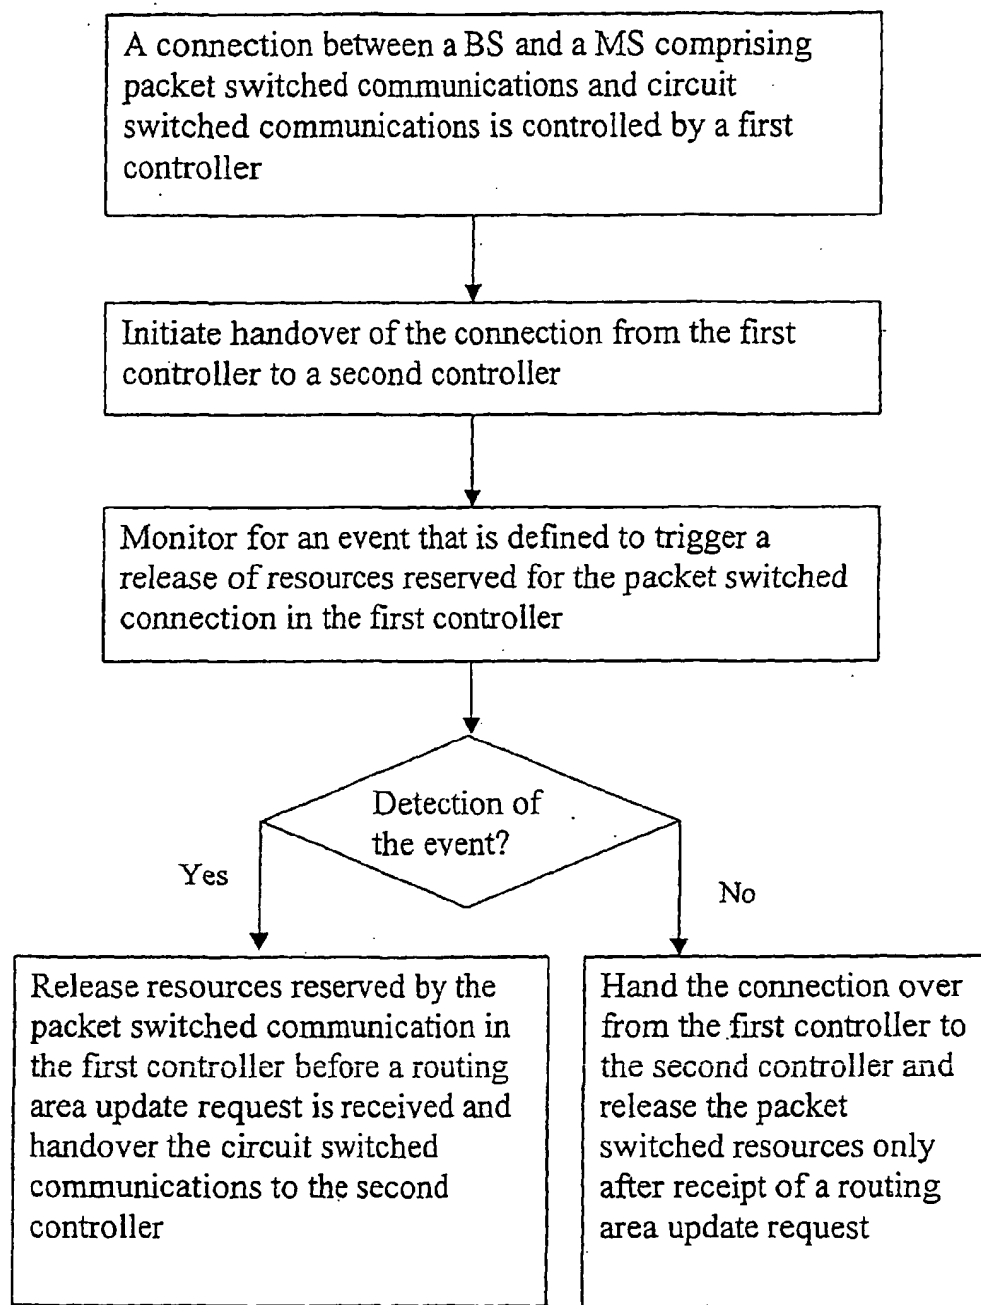 A connection between a BS and a MS comprising
packet switched communications and circuit
switched communications is controlled by a first
controller
Initiate handover of the connection from the first
controller to a second controller
Monitor for an event that is defined to trigger a
release of resources reserved for the packet switched
connection in the first controller
Detection of
the event?
Yes
No
Release resources reserved by the
packet switched communication in
the first controller before a routing
area update request is received and
handover the circuit switched
communications to the second
controller
Hand the connection over
from the first controller to
the second controller and
release the packet
switched resources only
after receipt of a routing
area update request